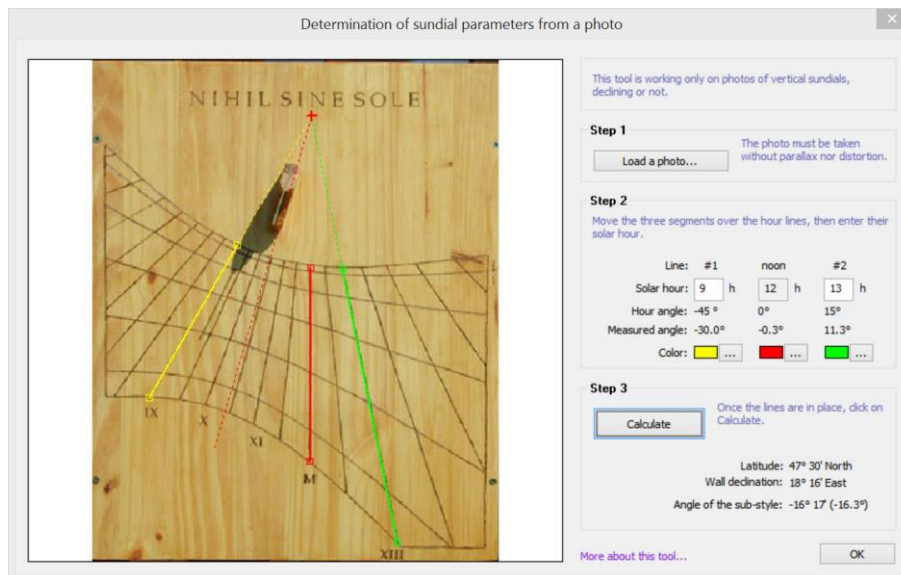 Determination of sundial parameters from a photo
NIHIL SINE SOLE
IX
X
XI
M
XIII
This tool is working only on photos of vertical sundials,
declining or not.
Step 1
Load a photo...
The photo must be taken
without parallax nor distortion.
Step 2
Move the three segments over the hour lines, then enter their
solar hour.
Line: #1 noon #2
Solar hour: 9 h 12 h 13 h
Hour angle: -45 ° 0° 15°
Measured angle: -30.0° -0.3° 11.3°
Color: ... ... ...
Step 3
Calculate
Once the lines are in place, click on
Calculate.
Latitude: 47° 30' North
Wall declination: 18° 16' East
Angle of the sub-style: -16° 17' (-16.3°)
More about this tool...
OK